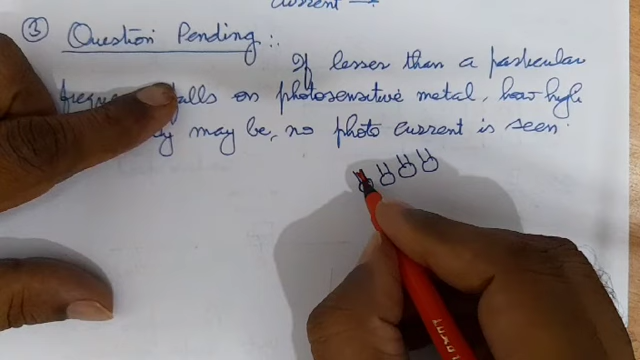 current →
③ Question Pending :-
If lesser than a particular
falls on photosensitive metal, how high
may be, no photo current is seen.